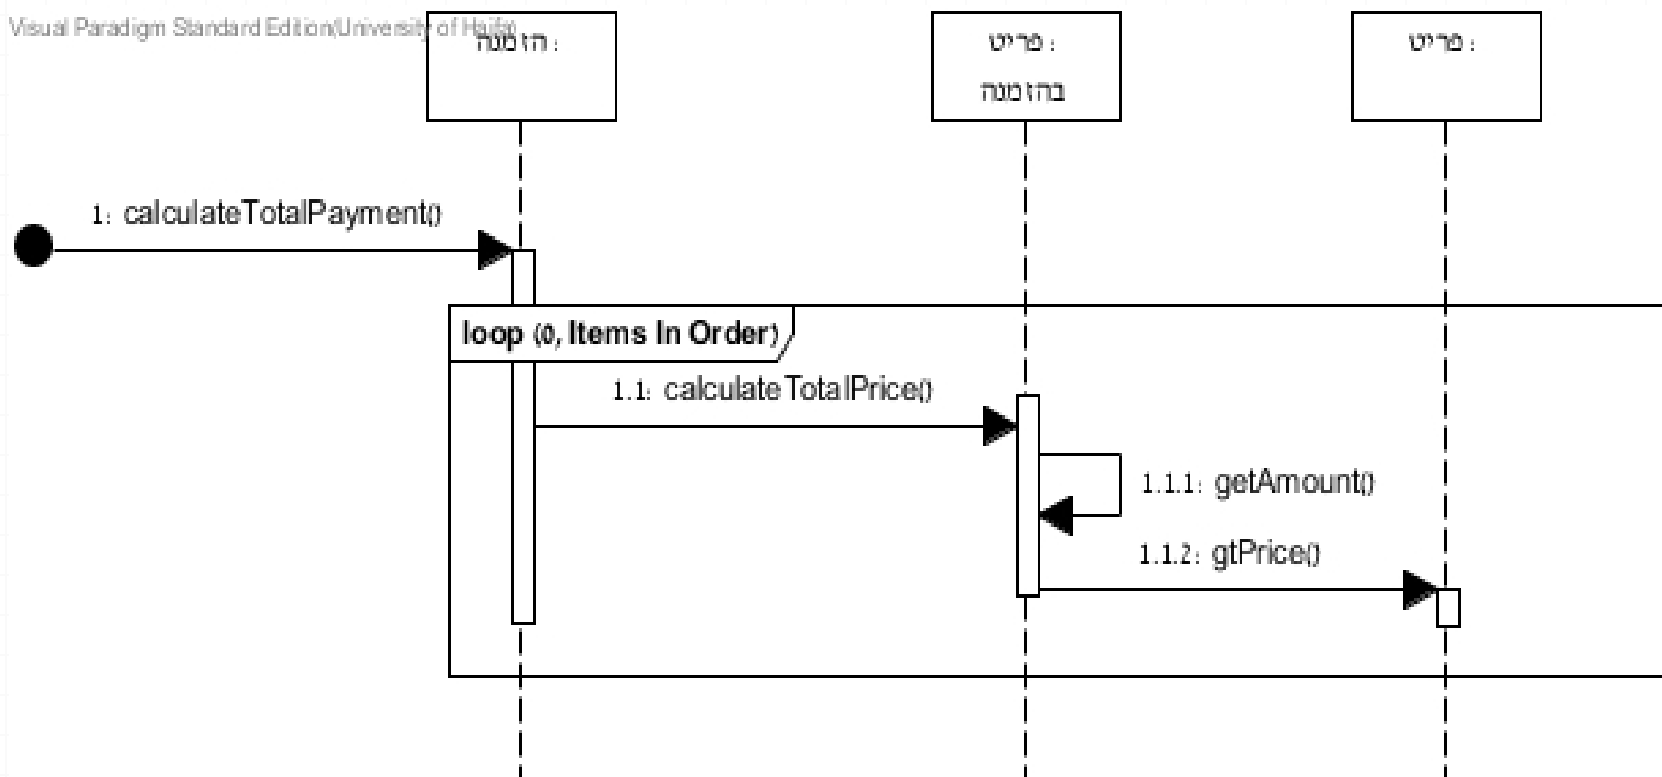 Visual Paradigm Standard Edition(University of Haifa)
הזמנה :
פריט :
בהזמנה
פריט :
1: calculateTotalPayment()
loop (0, Items In Order)
1.1: calculateTotalPrice()
1.1.1: getAmount()
1.1.2: gtPrice()